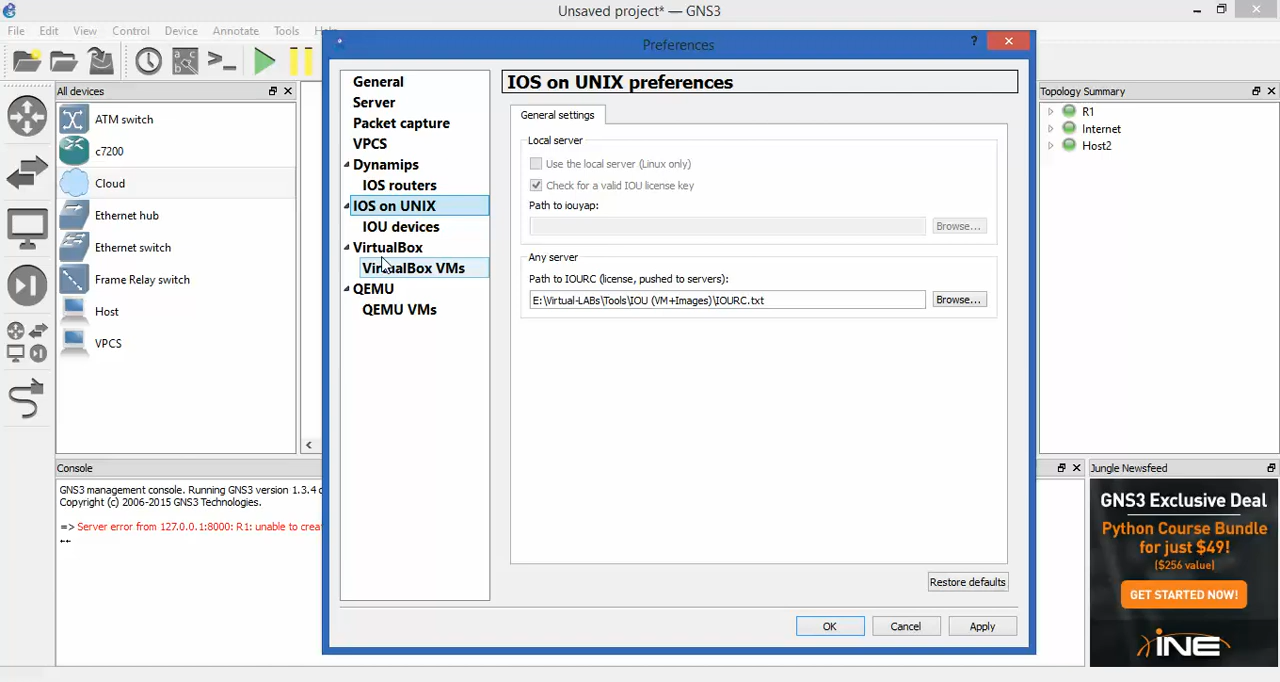 Unsaved project* — GNS3
File Edit View Control Device Annotate Tools
Preferences
?
All devices
ATM switch
c7200
Cloud
Ethernet hub
Ethernet switch
Frame Relay switch
Host
VPCS
General
Server
Packet capture
VPCS
Dynamips
IOS routers
IOS on UNIX
IOU devices
VirtualBox
VirtualBox VMs
QEMU
QEMU VMs
IOS on UNIX preferences
General settings
Local server
Use the local server (Linux only)
Check for a valid IOU license key
Path to iouyap:
Browse...
Any server
Path to IOURC (license, pushed to servers):
E:\Virtual-LABs\Tools\IOU (VM+Images)\IOURC.txt
Browse...
Restore defaults
OK
Cancel
Apply
Topology Summary
R1
Internet
Host2
Console
GNS3 management console. Running GNS3 version 1.3.4
Copyright (c) 2006-2015 GNS3 Technologies.
=> Server error from 127.0.0.1:8000: R1: unable to crea
Jungle Newsfeed
GNS3 Exclusive Deal
Python Course Bundle
for just $49!
($256 value)
GET STARTED NOW!
INE